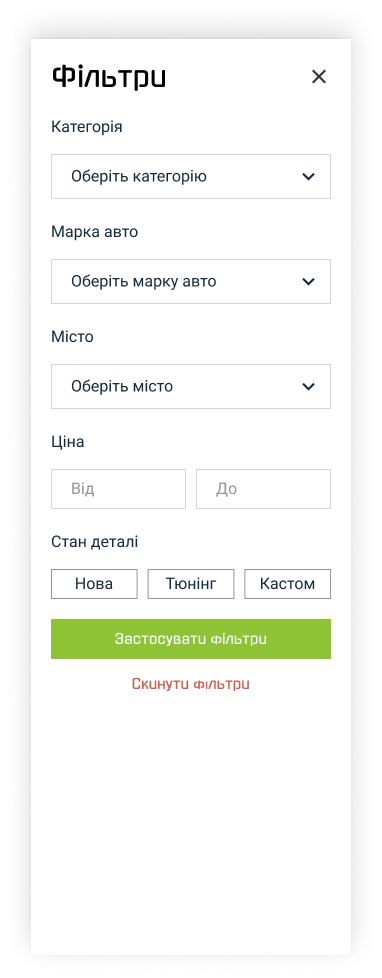 Фільтри
Категорія
Оберіть категорію
Марка авто
Оберіть марку авто
Місто
Оберіть місто
Ціна
Від До
Стан деталі
Нова Тюнінг Кастом
Застосувати фільтри
Скинути фільтри